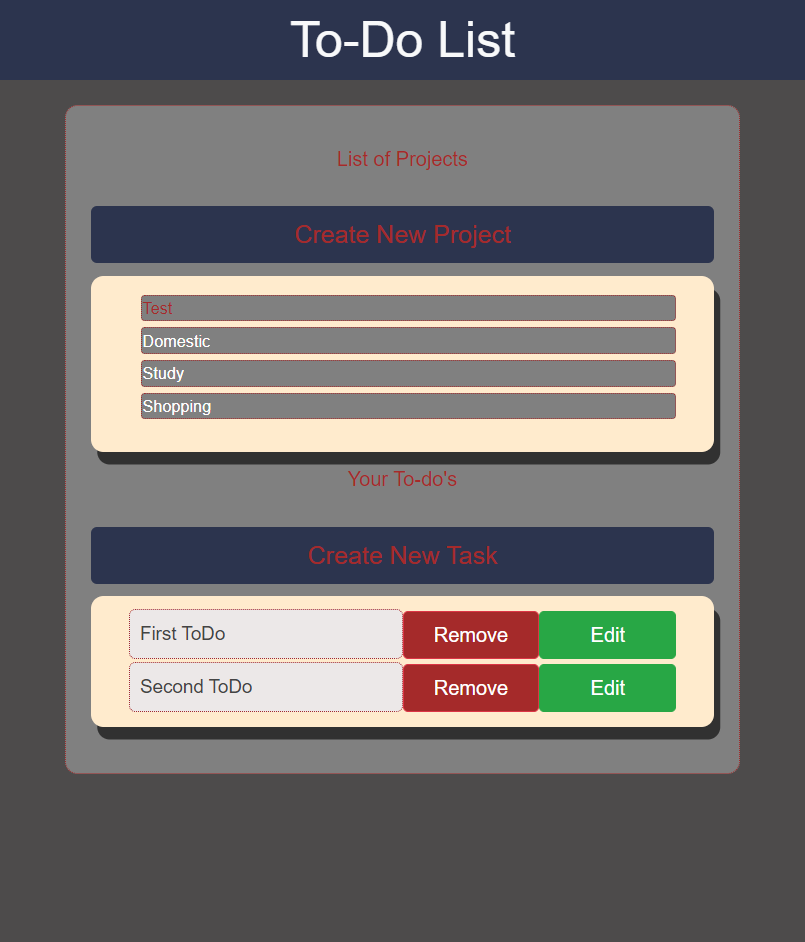 To-Do List
List of Projects
Create New Project
Test
Domestic
Study
Shopping
Your To-do's
Create New Task
First ToDo Remove Edit
Second ToDo Remove Edit